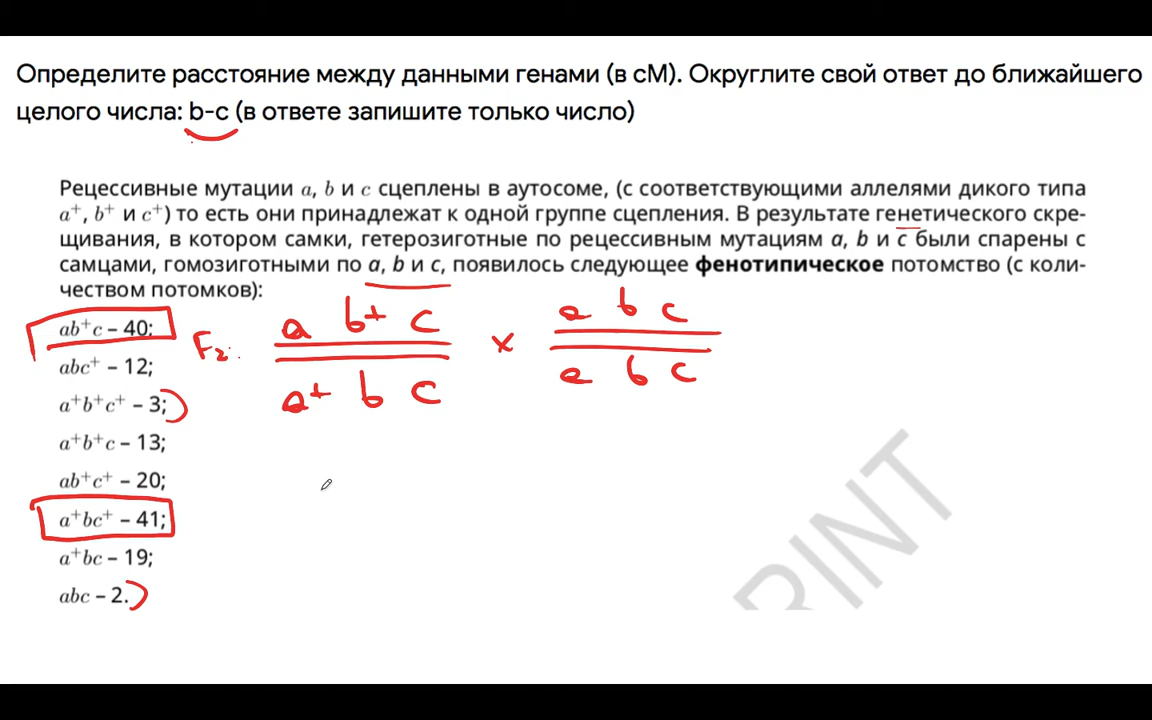 Определите расстояние между данными генами (в сМ). Округлите свой ответ до ближайшего
целого числа: b-c (в ответе запишите только число)
Рецессивные мутации a, b и c сцеплены в аутосоме, (с соответствующими аллелями дикого типа
a⁺, b⁺ и c⁺) то есть они принадлежат к одной группе сцепления. В результате генетического скре-
щивания, в котором самки, гетерозиготные по рецессивным мутациям a, b и c были спарены с
самцами, гомозиготными по a, b и c, появилось следующее фенотипическое потомство (с коли-
чеством потомков):
ab⁺c – 40;
abc⁺ – 12;
a⁺b⁺c⁺ – 3;
a⁺b⁺c – 13;
ab⁺c⁺ – 20;
a⁺bc⁺ – 41;
a⁺bc – 19;
abc – 2.
F₂:
a b+ c × a b c
a+ b c a b c
RINT